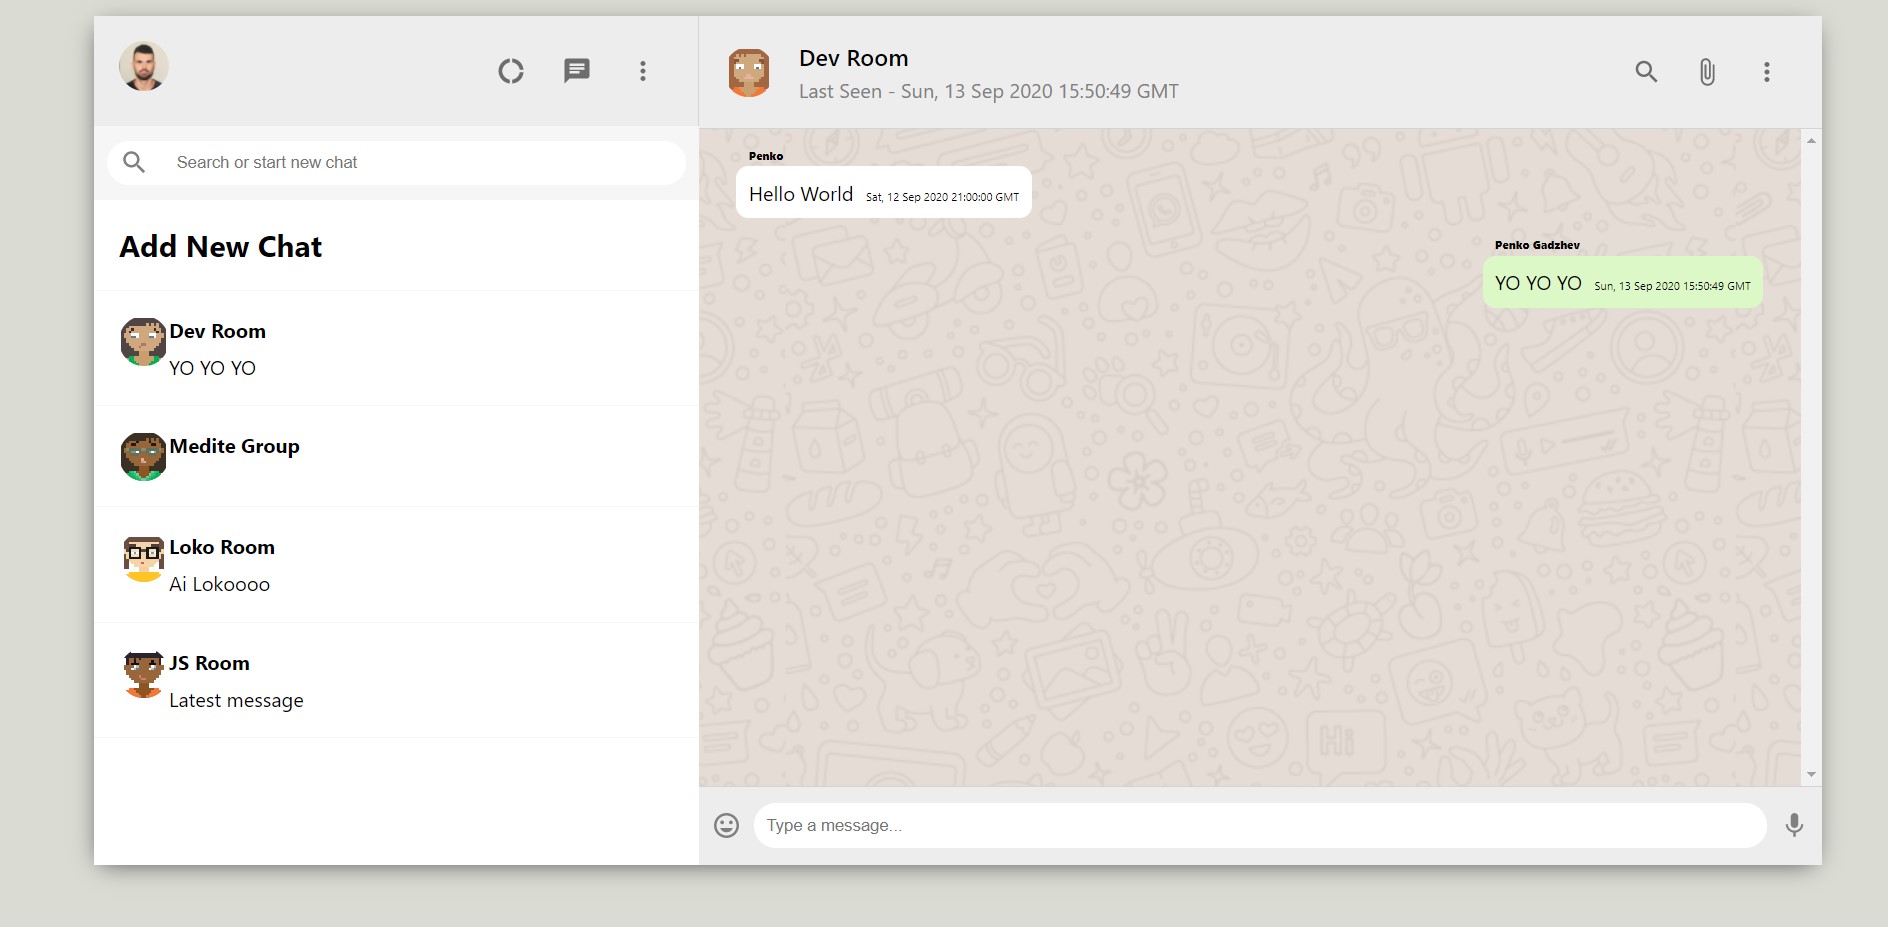 Search or start new chat
Add New Chat
Dev Room
YO YO YO
Medite Group
Loko Room
Ai Lokoooo
JS Room
Latest message
Dev Room
Last Seen - Sun, 13 Sep 2020 15:50:49 GMT
Penko
Hello World Sat, 12 Sep 2020 21:00:00 GMT
Penko Gadzhev
YO YO YO Sun, 13 Sep 2020 15:50:49 GMT
Hi
Type a message...